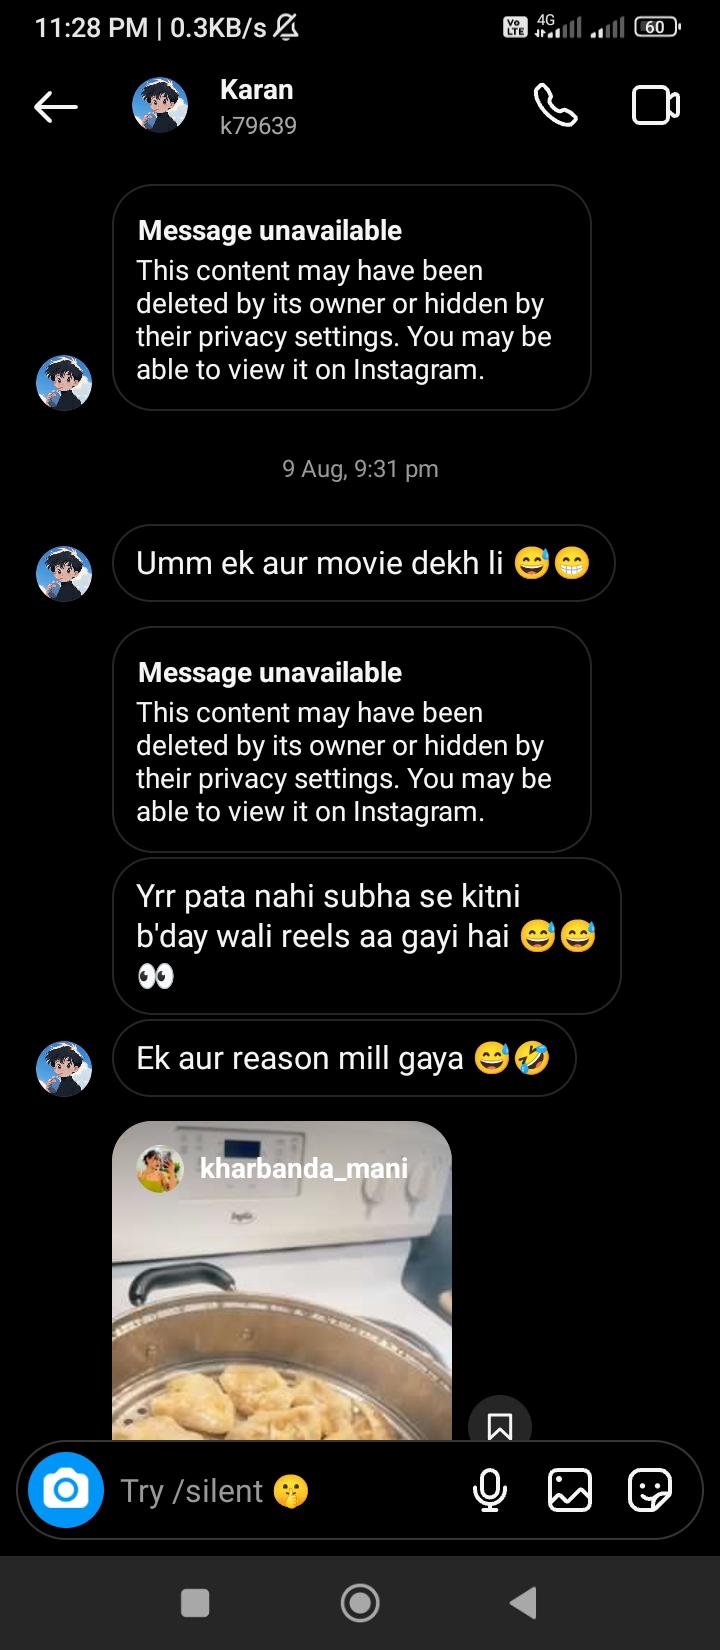 11:28 PM | 0.3KB/s
Vo LTE 4G 60
Karan
k79639
Message unavailable
This content may have been
deleted by its owner or hidden by
their privacy settings. You may be
able to view it on Instagram.
9 Aug, 9:31 pm
Umm ek aur movie dekh li 😅😁
Message unavailable
This content may have been
deleted by its owner or hidden by
their privacy settings. You may be
able to view it on Instagram.
Yrr pata nahi subha se kitni
b'day wali reels aa gayi hai 😅😅
👀
Ek aur reason mill gaya 😅🤣
kharbanda_mani
Try /silent 🤫